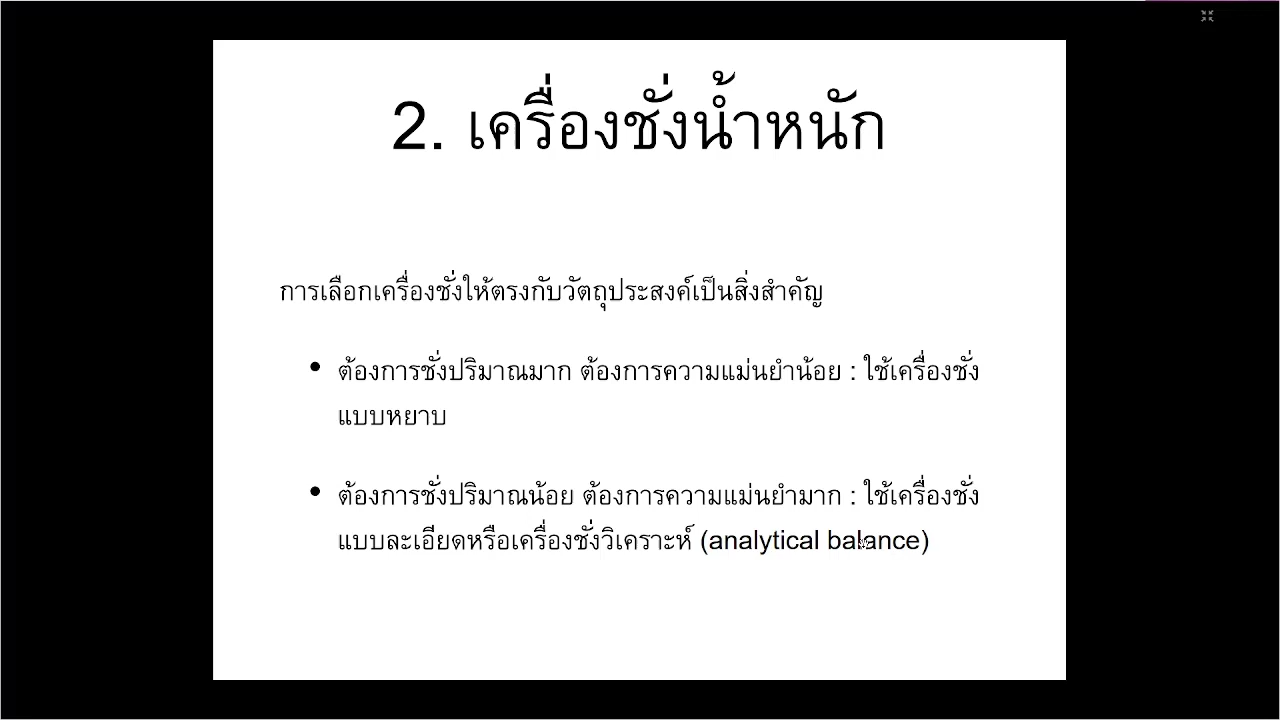 2. เครื่องชั่งน้ำหนัก
การเลือกเครื่องชั่งให้ตรงกับวัตถุประสงค์เป็นสิ่งสำคัญ
• ต้องการชั่งปริมาณมาก ต้องการความแม่นยำน้อย : ใช้เครื่องชั่ง
แบบหยาบ
• ต้องการชั่งปริมาณน้อย ต้องการความแม่นยำมาก : ใช้เครื่องชั่ง
แบบละเอียดหรือเครื่องชั่งวิเคราะห์ (analytical balance)